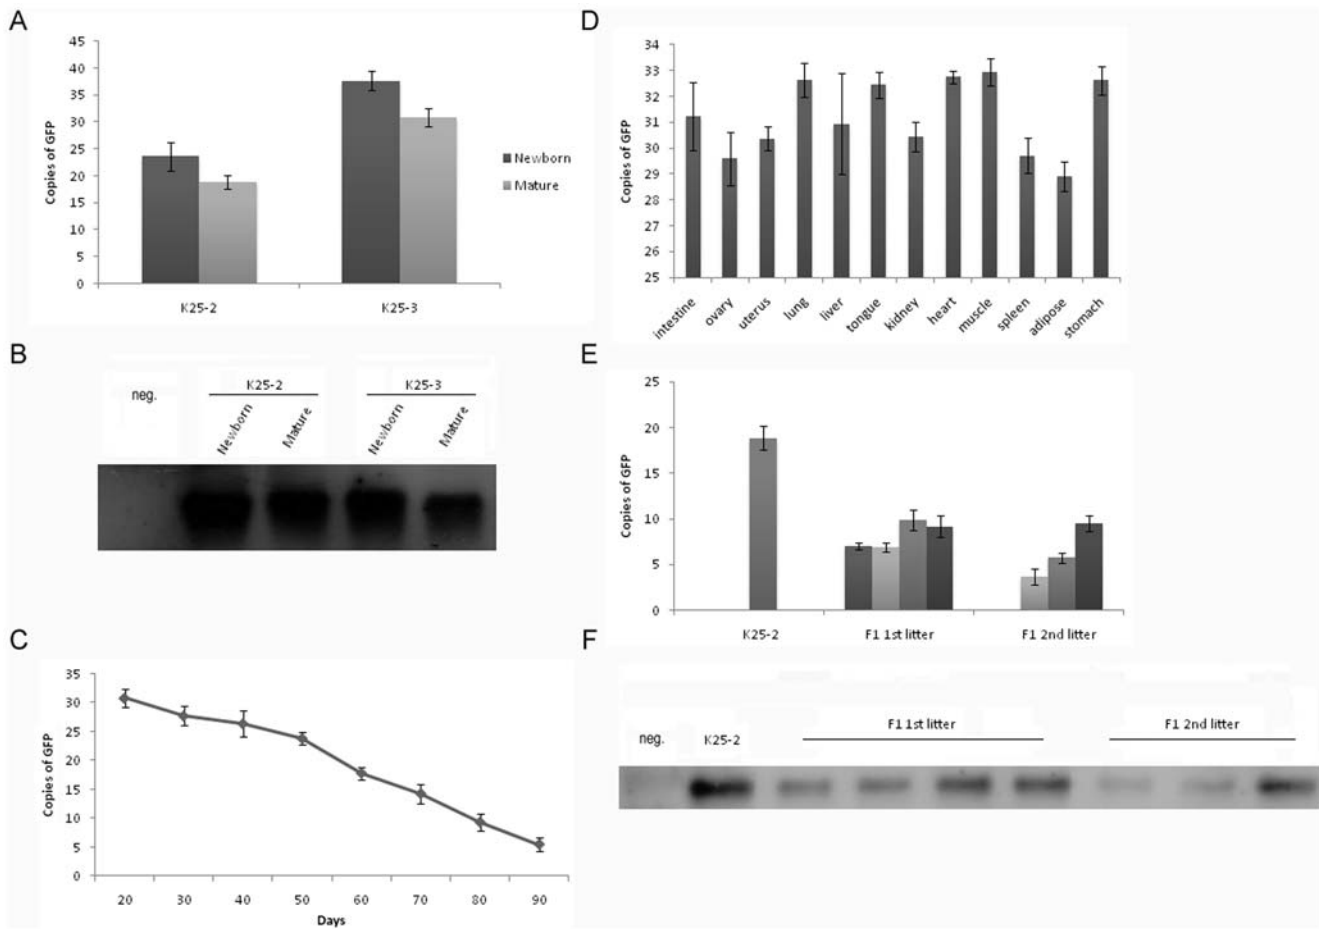 A
Copies of GFP
45
40
35
30
25
20
15
10
5
0
K25-2
K25-3
Newborn
Mature
B
neg.
K25-2
K25-3
Newborn
Mature
Newborn
Mature
C
Copies of GFP
35
30
25
20
15
10
5
0
20 30 40 50 60 70 80 90
Days
D
Copies of GFP
34
33
32
31
30
29
28
27
26
25
intestine
ovary
uterus
lung
liver
tongue
kidney
heart
muscle
spleen
adipose
stomach
E
Copies of GFP
25
20
15
10
5
0
K25-2
F1 1st litter
F1 2nd litter
F
neg.
K25-2
F1 1st litter
F1 2nd litter